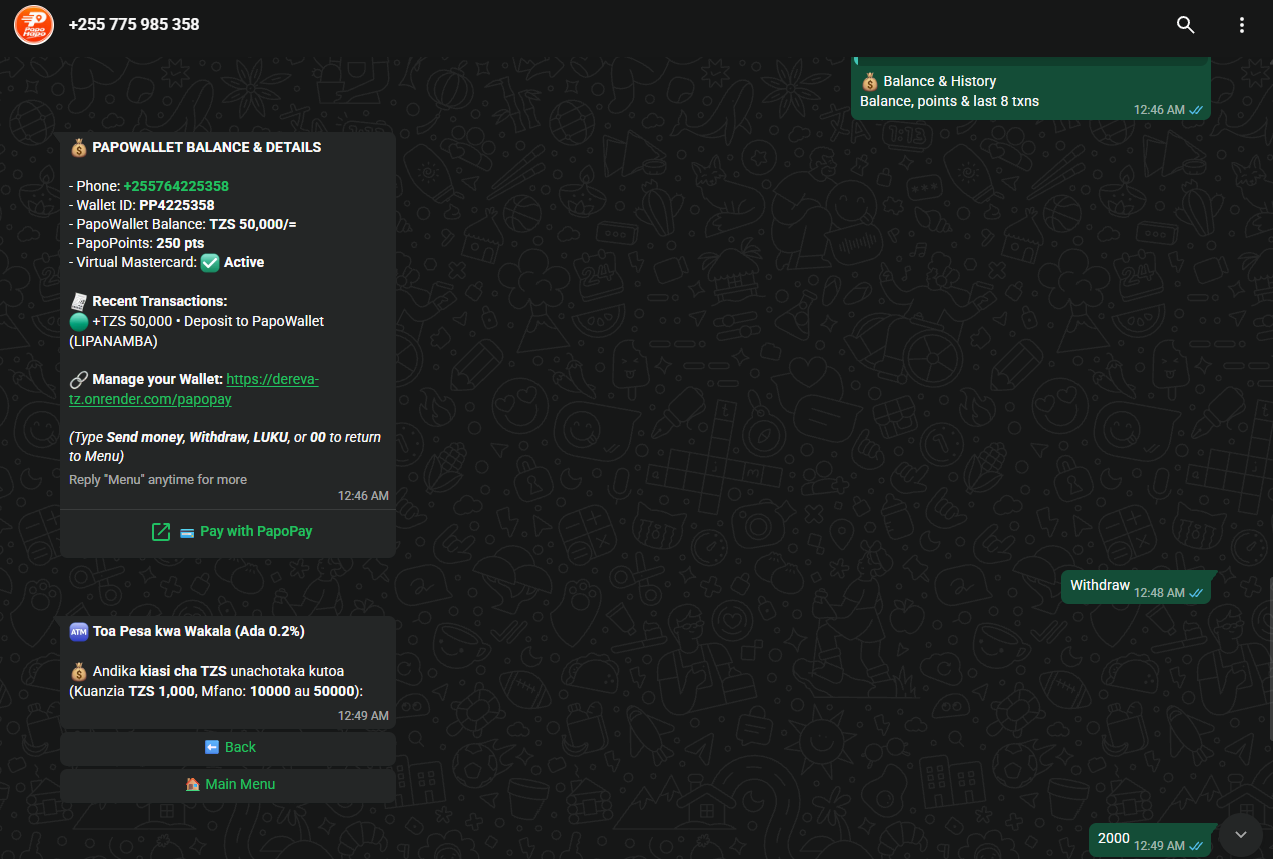 Papo
Hapo
+255 775 985 358
💰 Balance & History
Balance, points & last 8 txns
12:46 AM
💰 PAPOWALLET BALANCE & DETAILS
- Phone: +255764225358
- Wallet ID: PP4225358
- PapoWallet Balance: TZS 50,000/=
- PapoPoints: 250 pts
- Virtual Mastercard: ✅ Active
🧾 Recent Transactions:
🟢 +TZS 50,000 • Deposit to PapoWallet
(LIPANAMBA)
🔗 Manage your Wallet: https://dereva-
tz.onrender.com/papopay
(Type Send money, Withdraw, LUKU, or 00 to return
to Menu)
Reply "Menu" anytime for more
12:46 AM
💳 Pay with PapoPay
Withdraw
12:48 AM
🏧 Toa Pesa kwa Wakala (Ada 0.2%)
💰 Andika kiasi cha TZS unachotaka kutoa
(Kuanzia TZS 1,000, Mfano: 10000 au 50000):
12:49 AM
⬅️ Back
🏠 Main Menu
2000
12:49 AM